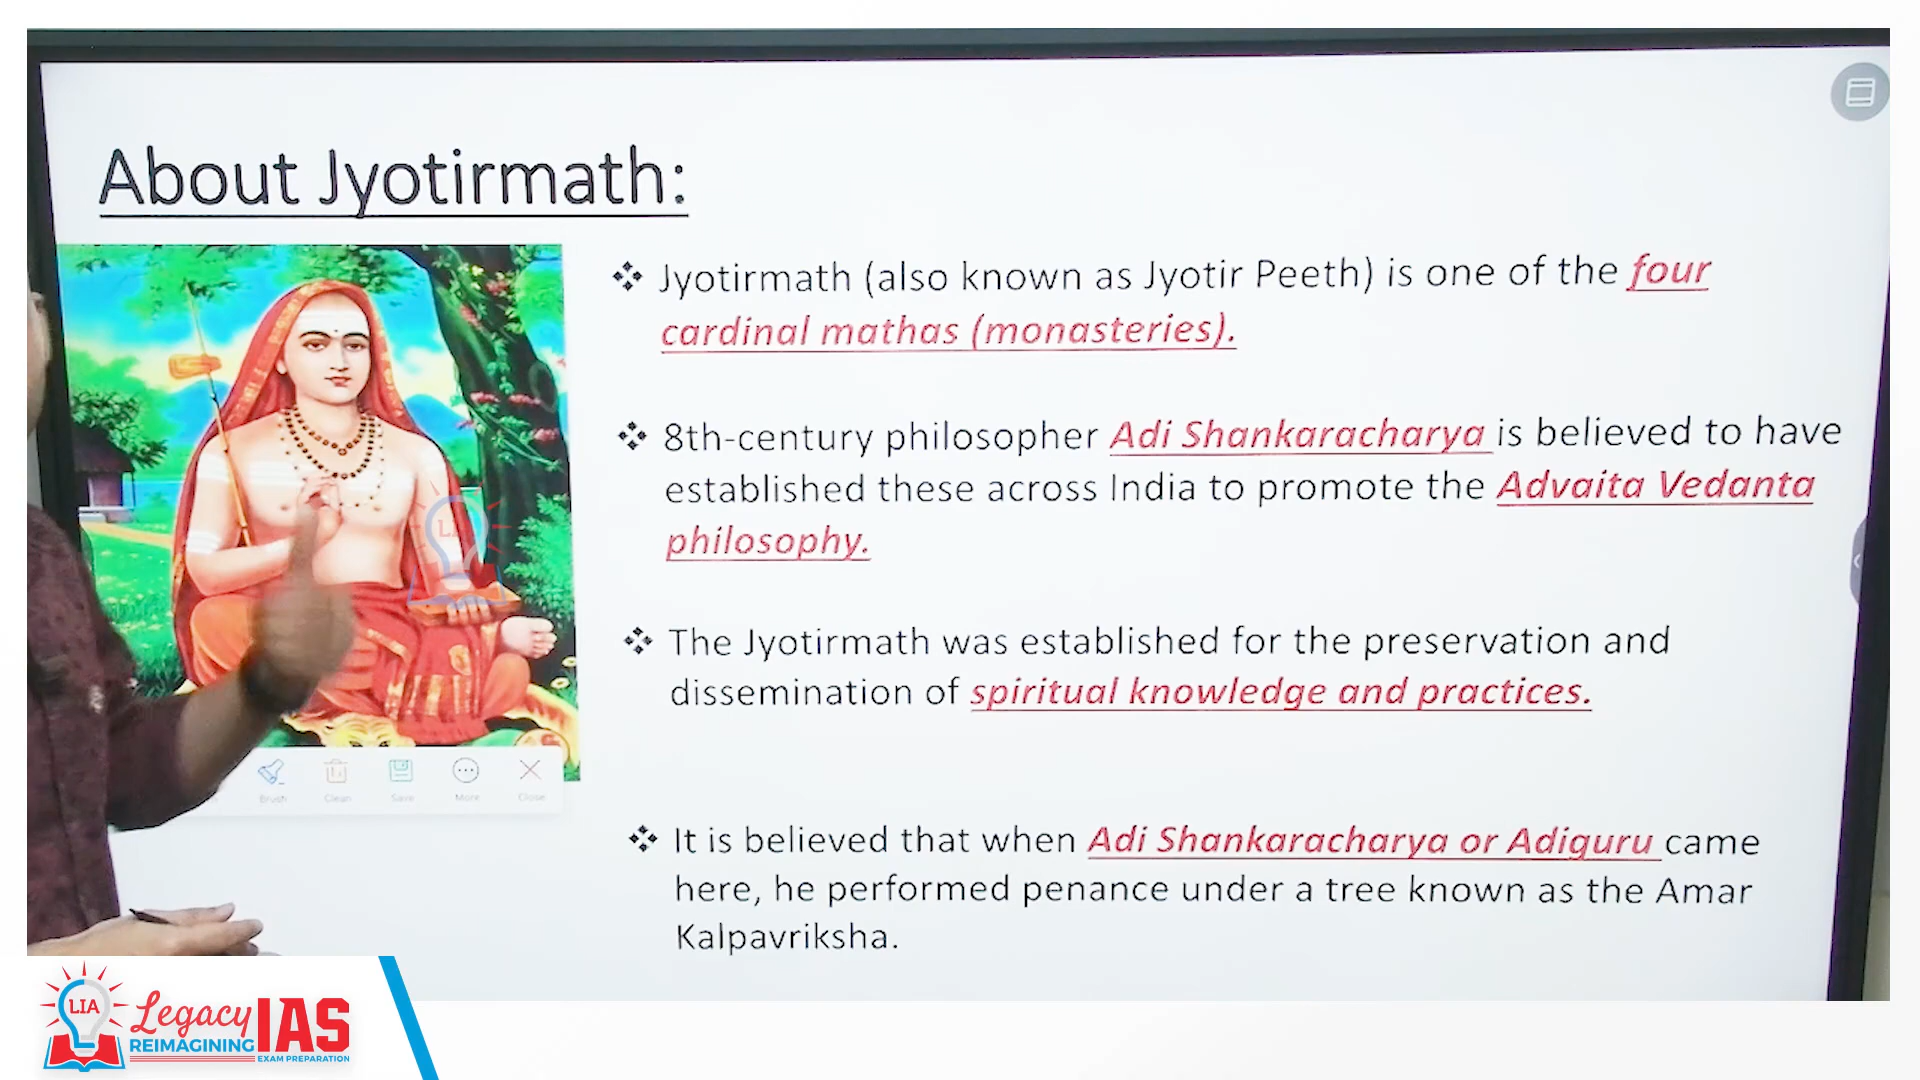 About Jyotirmath:
❖ Jyotirmath (also known as Jyotir Peeth) is one of the four
cardinal mathas (monasteries).
❖ 8th-century philosopher Adi Shankaracharya is believed to have
established these across India to promote the Advaita Vedanta
philosophy.
❖ The Jyotirmath was established for the preservation and
dissemination of spiritual knowledge and practices.
❖ It is believed that when Adi Shankaracharya or Adiguru came
here, he performed penance under a tree known as the Amar
Kalpavriksha.
Brush Clean Save More Close
LIA
Legacy IAS
REIMAGINING
EXAM PREPARATION